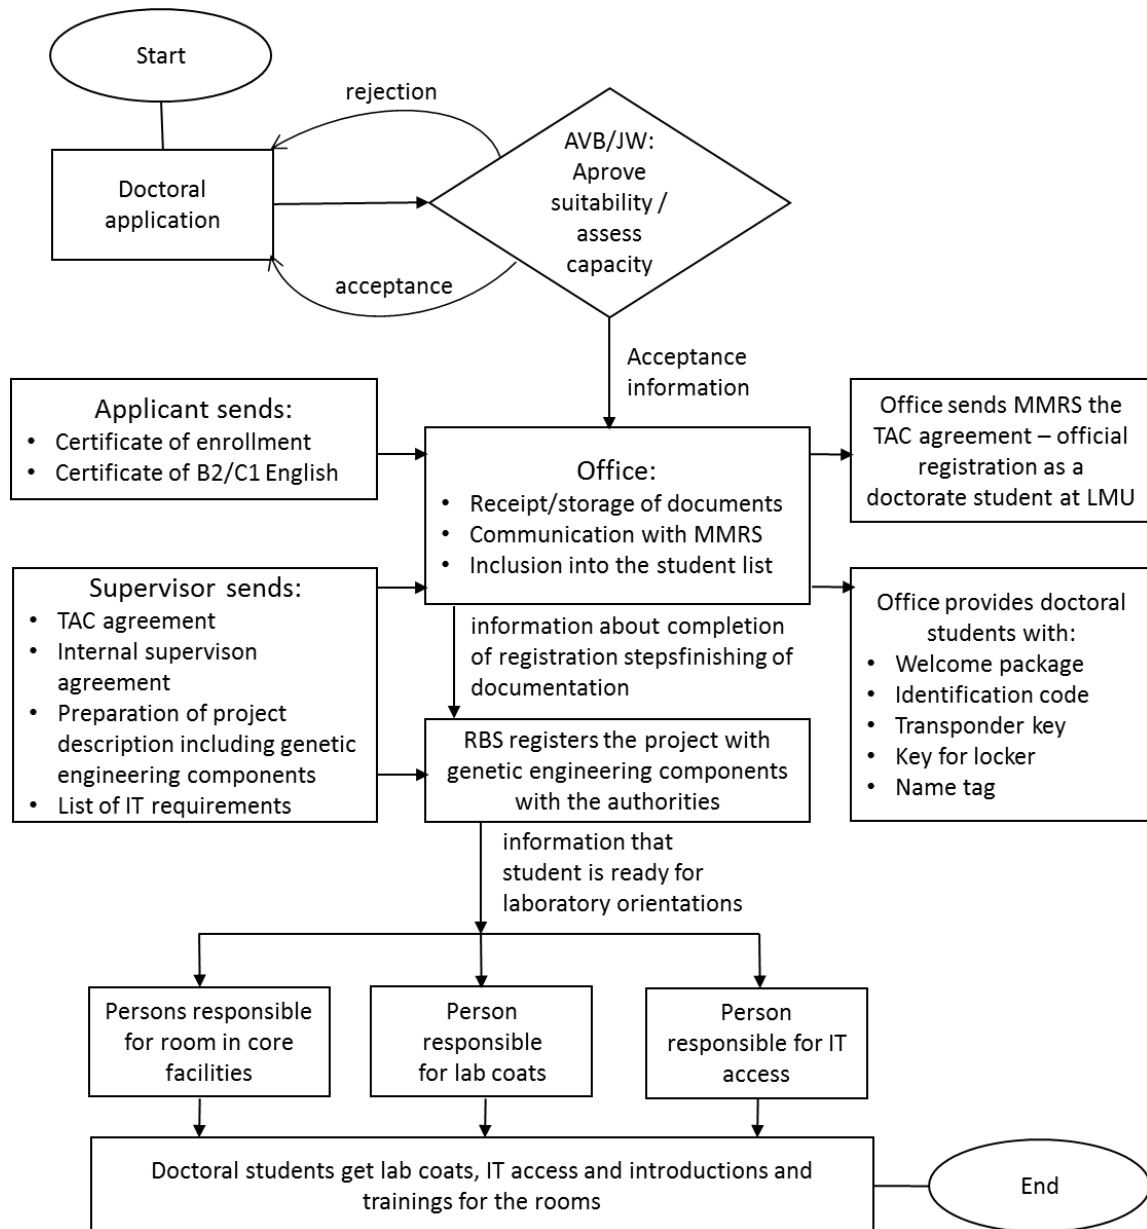 Start
rejection
Doctoral
application
AVB/JW:
Aprove
suitability /
assess
capacity
acceptance
Acceptance
information
Applicant sends:
• Certificate of enrollment
• Certificate of B2/C1 English
Office:
• Receipt/storage of documents
• Communication with MMRS
• Inclusion into the student list
Office sends MMRS the
TAC agreement – official
registration as a
doctorate student at LMU
Supervisor sends:
• TAC agreement
• Internal supervison
agreement
• Preparation of project
description including genetic
engineering components
• List of IT requirements
information about completion
of registration stepsfinishing of
documentation
Office provides doctoral
students with:
• Welcome package
• Identification code
• Transponder key
• Key for locker
• Name tag
RBS registers the project with
genetic engineering components
with the authorities
information that
student is ready for
laboratory orientations
Persons responsible
for room in core
facilities
Person
responsible
for lab coats
Person
responsible for IT
access
Doctoral students get lab coats, IT access and introductions and
trainings for the rooms
End